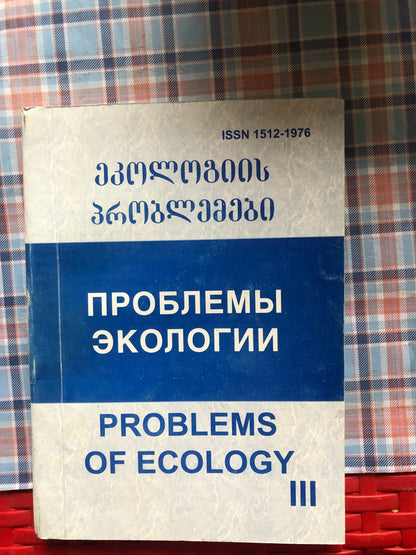 ISSN 1512-1976
ეკოლოგიის
პრობლემები
ПРОБЛЕМЫ
ЭКОЛОГИИ
PROBLEMS
OF ECOLOGY
III